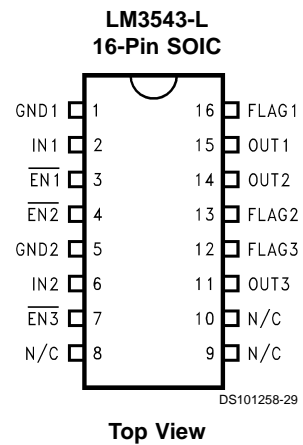 LM3543-L
16-Pin SOIC
GND1 1 16 FLAG1
IN1 2 15 OUT1
EN1 3 14 OUT2
EN2 4 13 FLAG2
GND2 5 12 FLAG3
IN2 6 11 OUT3
EN3 7 10 N/C
N/C 8 9 N/C
DS101258-29
Top View